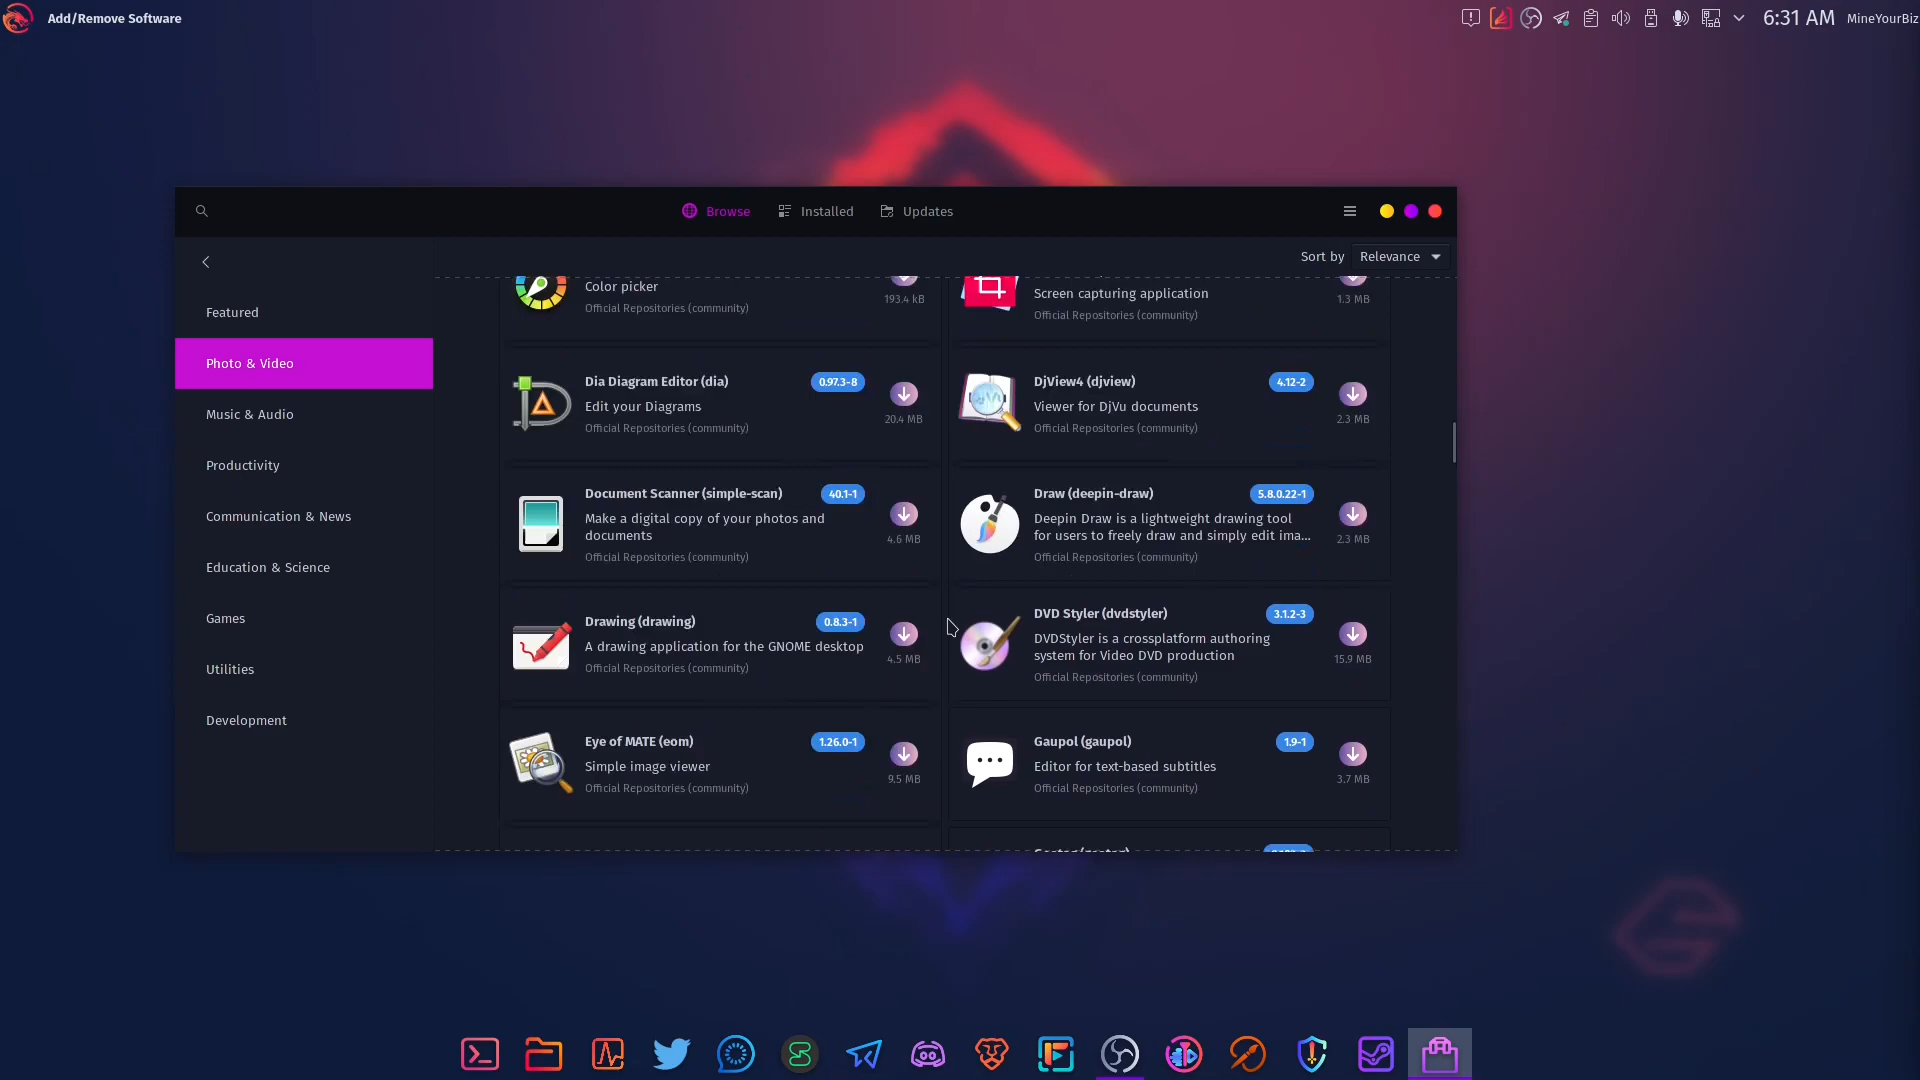 Add/Remove Software
6:31 AM
MineYourBiz
Browse
Installed
Updates
Sort by
Relevance
Featured
Photo & Video
Music & Audio
Productivity
Communication & News
Education & Science
Games
Utilities
Development
Color picker
Official Repositories (community)
193.4 kB
Screen capturing application
Official Repositories (community)
1.3 MB
Dia Diagram Editor (dia)
0.97.3-8
Edit your Diagrams
Official Repositories (community)
20.4 MB
DjView4 (djview)
4.12-2
Viewer for DjVu documents
Official Repositories (community)
2.3 MB
Document Scanner (simple-scan)
40.1-1
Make a digital copy of your photos and
documents
Official Repositories (community)
4.6 MB
Draw (deepin-draw)
5.8.0.22-1
Deepin Draw is a lightweight drawing tool
for users to freely draw and simply edit ima...
Official Repositories (community)
2.3 MB
Drawing (drawing)
0.8.3-1
A drawing application for the GNOME desktop
Official Repositories (community)
4.5 MB
DVD Styler (dvdstyler)
3.1.2-3
DVDStyler is a crossplatform authoring
system for Video DVD production
Official Repositories (community)
15.9 MB
Eye of MATE (eom)
1.26.0-1
Simple image viewer
Official Repositories (community)
9.5 MB
Gaupol (gaupol)
1.9-1
Editor for text-based subtitles
Official Repositories (community)
3.7 MB